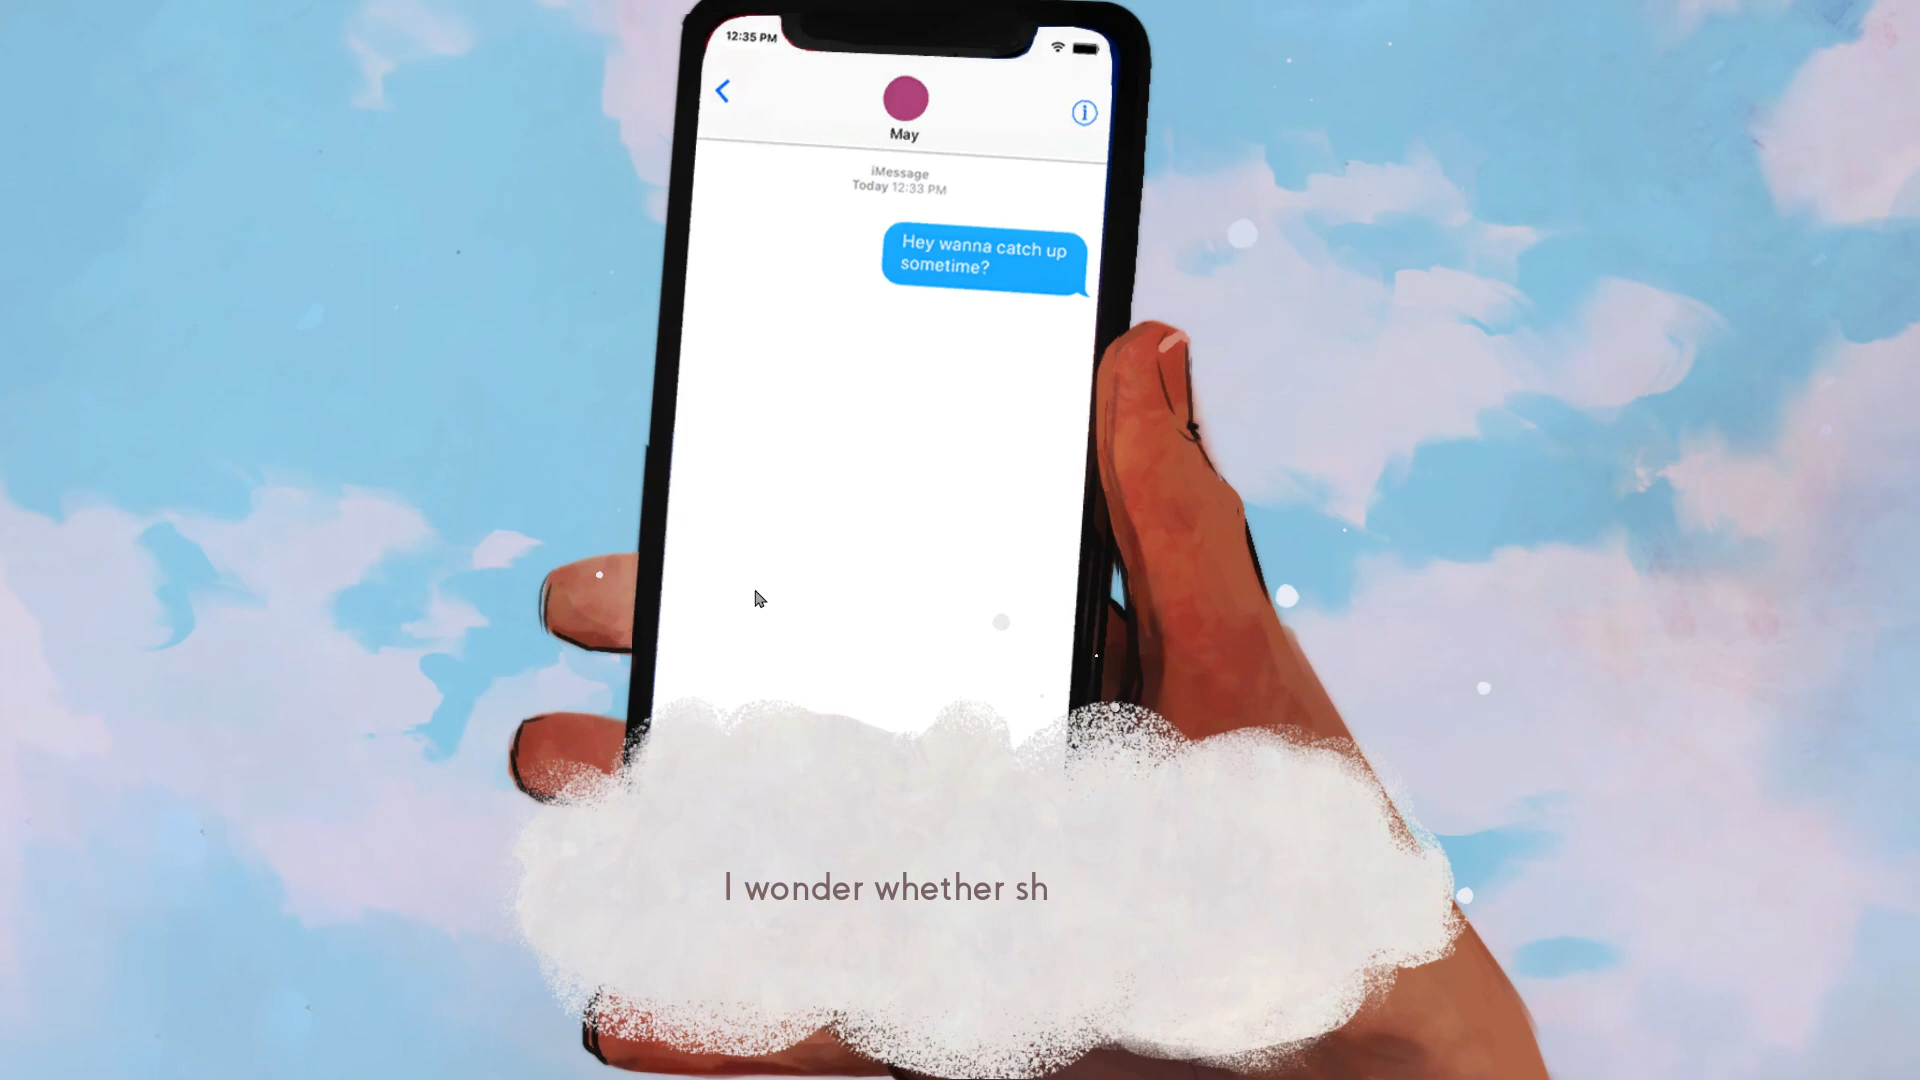 12:35 PM
May
iMessage
Today 12:33 PM
Hey wanna catch up
sometime?
I wonder whether sh